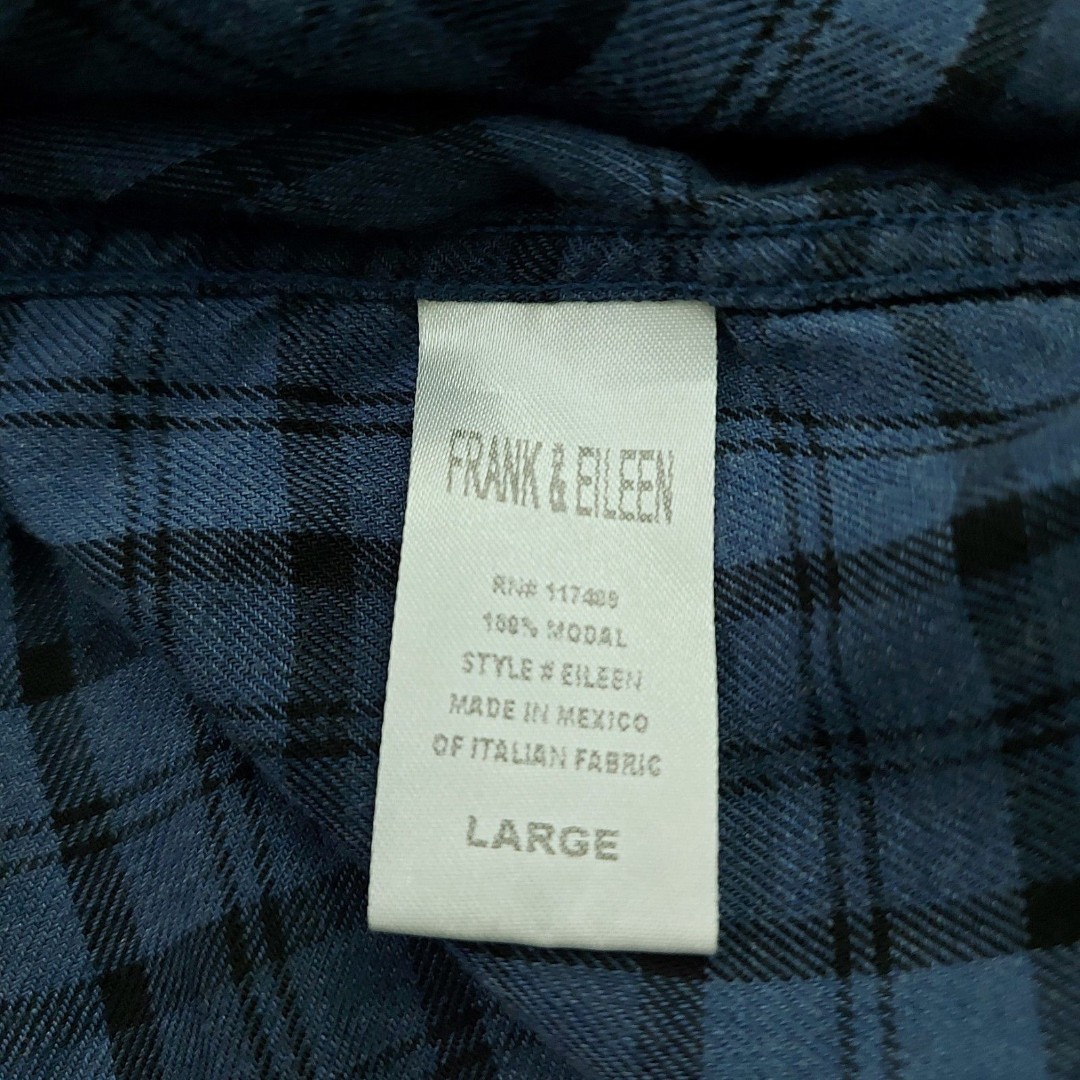 FRANK & EILEEN
RN# 117409
100% MODAL
STYLE # EILEEN
MADE IN MEXICO
OF ITALIAN FABRIC
LARGE